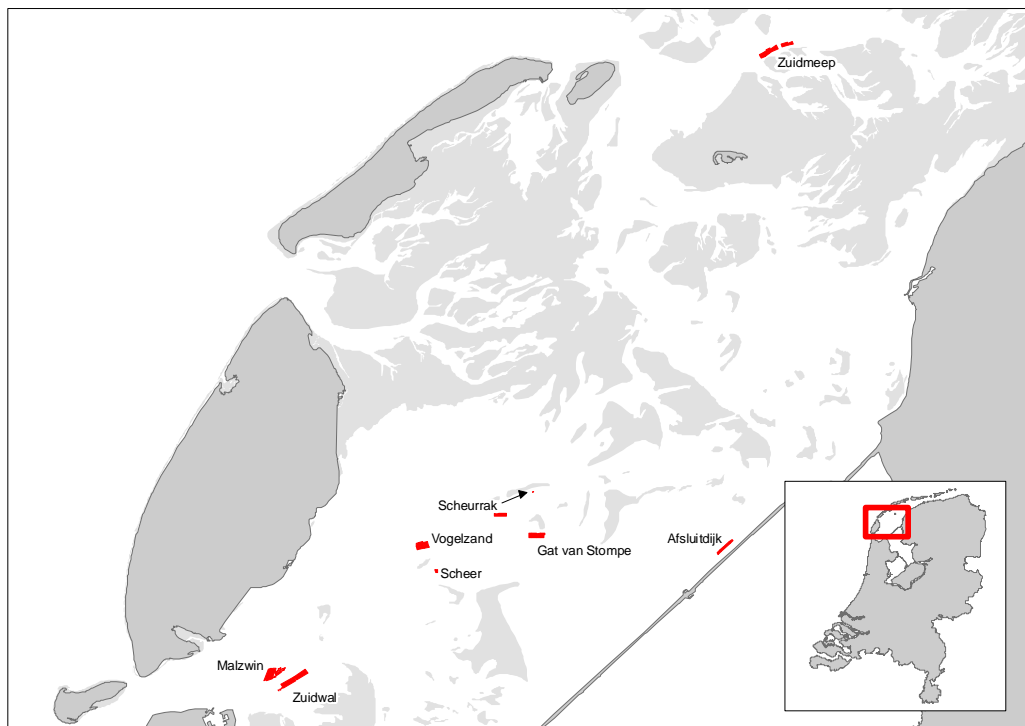 Zuidmeep
Scheurrak
Vogelzand
Gat van Stompe
Afsluitdijk
Scheer
Malzwin
Zuidwal